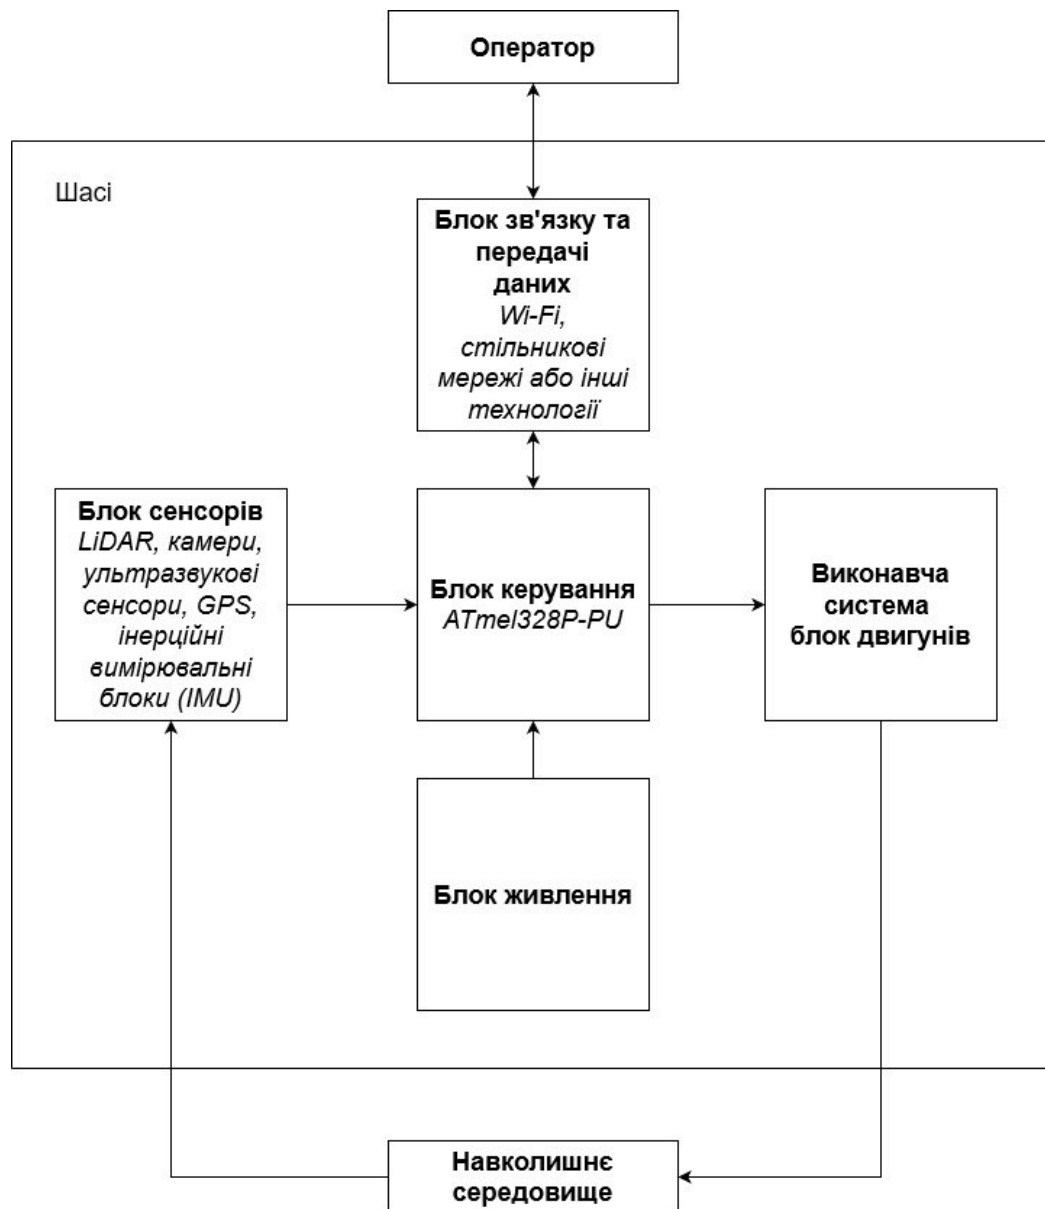 Оператор
Шасі
Блок зв'язку та
передачі
даних
Wi-Fi,
стільникові
мережі або інші
технології
Блок сенсорів
LiDAR, камери,
ультразвукові
сенсори, GPS,
інерційні
вимірювальні
блоки (IMU)
Блок керування
ATmel328P-PU
Виконавча
система
блок двигунів
Блок живлення
Навколишнє
середовище